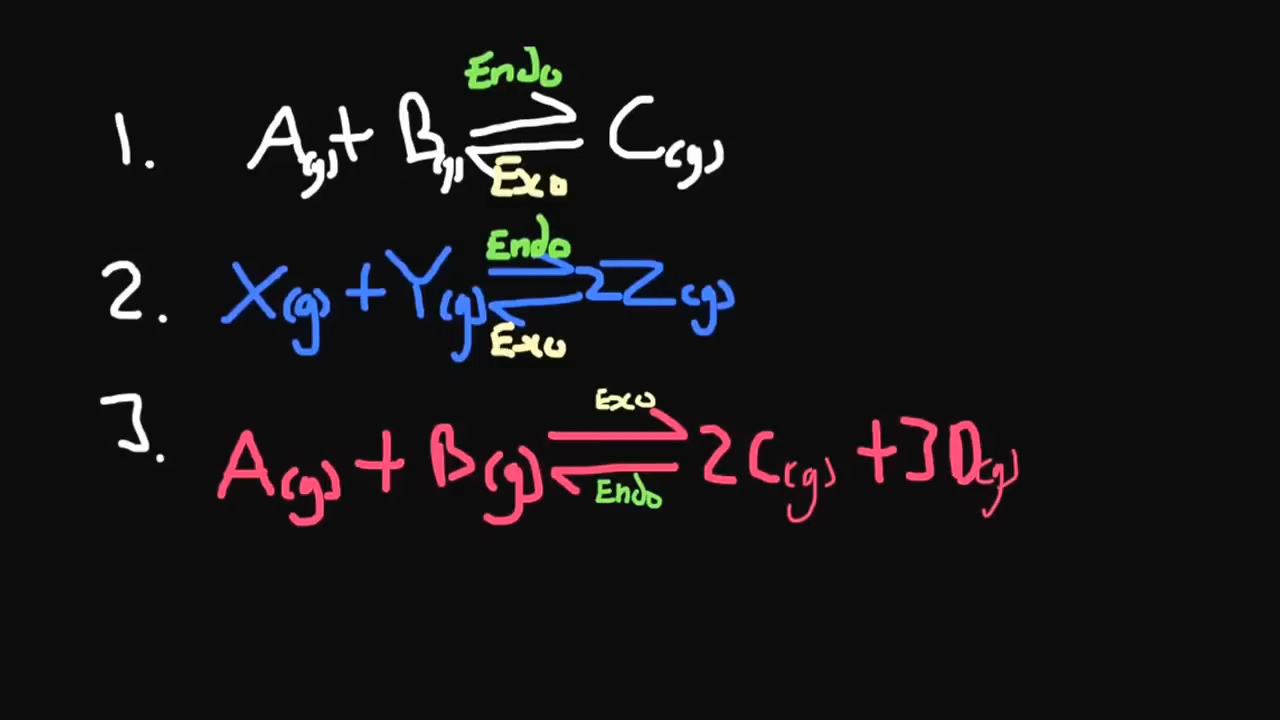 Endo
1. A(g) + B(g) ⇌ C(g)
Exo
Endo
2. X(g) + Y(g) ⇌ 2Z(g)
Exo
Exo
3. A(g) + B(g) ⇌ 2C(g) + 3D(g)
Endo